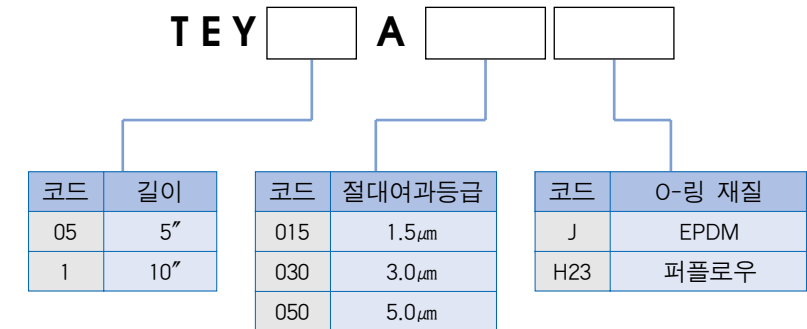 TEY A
코드 길이 코드 절대여과등급 코드 O-링 재질
05 5″ 015 1.5㎛ J EPDM
1 10″ 030 3.0㎛ H23 퍼플로우
050 5.0㎛